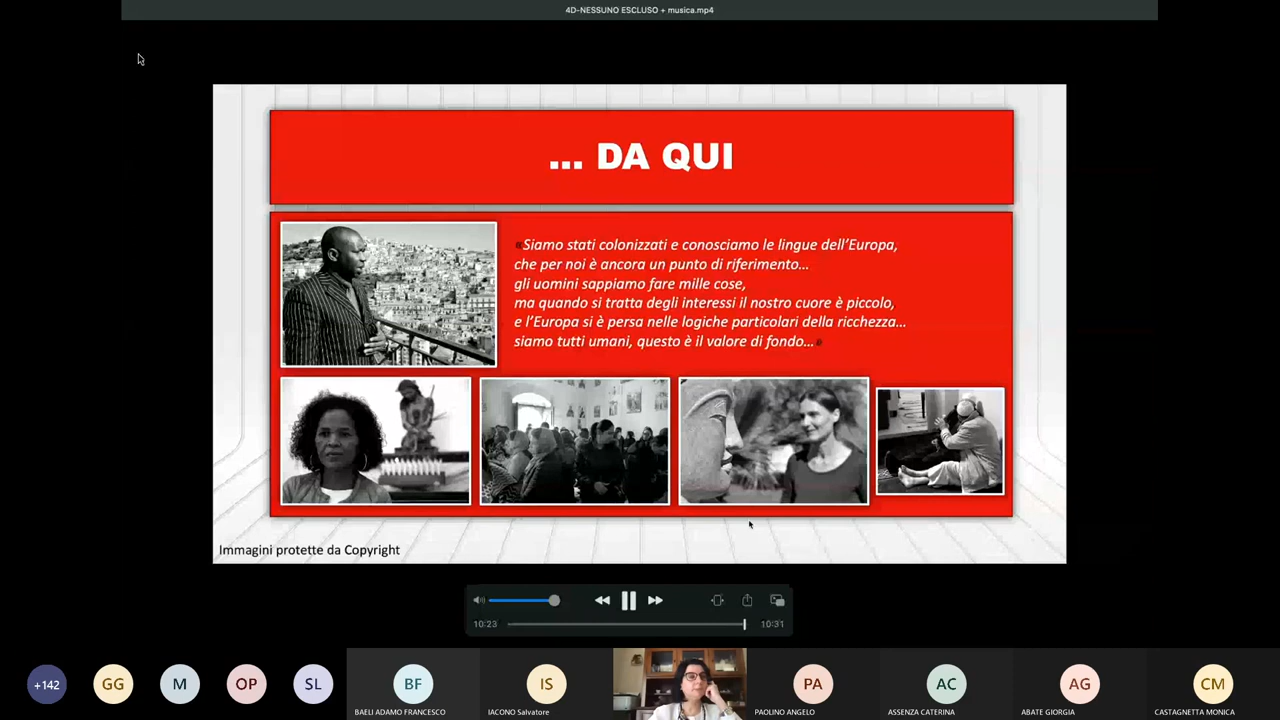 4D-NESSUNO ESCLUSO + musica.mp4
... DA QUI
«Siamo stati colonizzati e conosciamo le lingue dell'Europa,
che per noi è ancora un punto di riferimento...
gli uomini sappiamo fare mille cose,
ma quando si tratta degli interessi il nostro cuore è piccolo,
e l'Europa si è persa nelle logiche particolari della ricchezza...
siamo tutti umani, questo è il valore di fondo...»
Immagini protette da Copyright
10:23
10:31
+142
GG
M
OP
SL
BF
IS
PA
AC
AG
CM
BAELI ADAMO FRANCESCO
IACONO Salvatore
PAOLINO ANGELO
ASSENZA CATERINA
ABATE GIORGIA
CASTAGNETTA MONICA